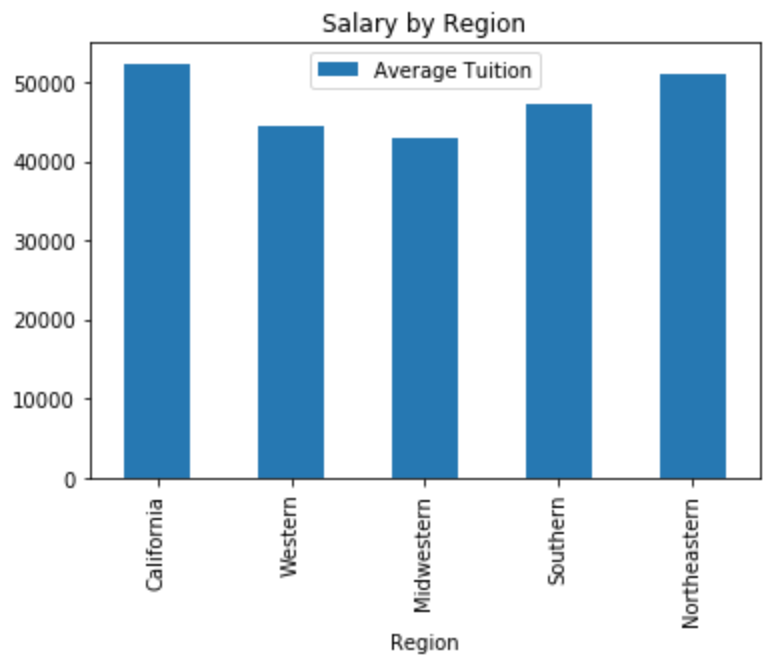 Salary by Region
Average Tuition
50000
40000
30000
20000
10000
0
California
Western
Midwestern
Southern
Northeastern
Region